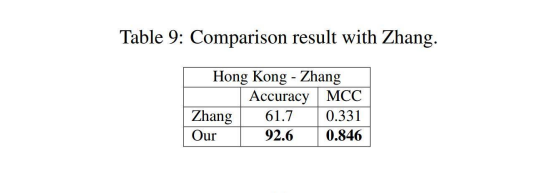 Table 9: Comparison result with Zhang.
Hong Kong - Zhang
Accuracy MCC
Zhang 61.7 0.331
Our 92.6 0.846